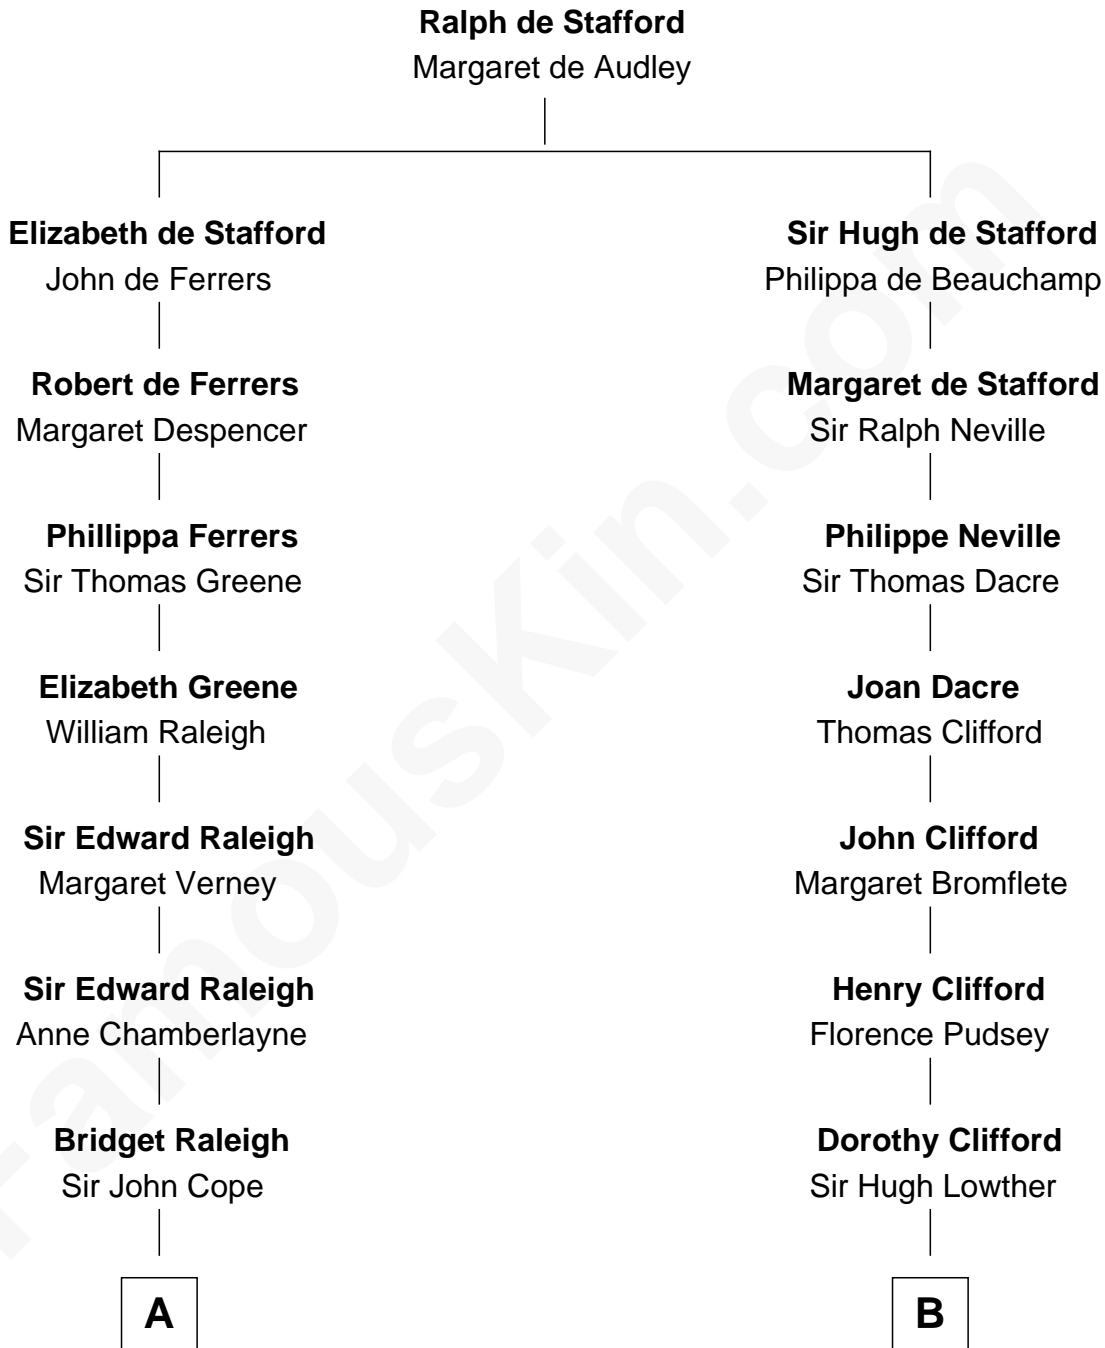 Ralph de Stafford
Margaret de Audley
Elizabeth de Stafford
John de Ferrers
Robert de Ferrers
Margaret Despencer
Phillippa Ferrers
Sir Thomas Greene
Elizabeth Greene
William Raleigh
Sir Edward Raleigh
Margaret Verney
Sir Edward Raleigh
Anne Chamberlayne
Bridget Raleigh
Sir John Cope
A
Sir Hugh de Stafford
Philippa de Beauchamp
Margaret de Stafford
Sir Ralph Neville
Philippe Neville
Sir Thomas Dacre
Joan Dacre
Thomas Clifford
John Clifford
Margaret Bromflete
Henry Clifford
Florence Pudsey
Dorothy Clifford
Sir Hugh Lowther
B
FamousKin.com